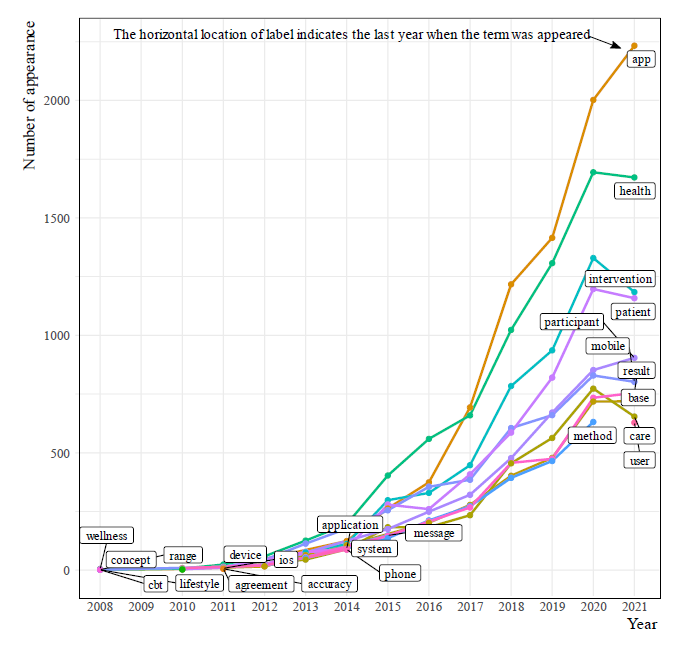 The horizontal location of label indicates the last year when the term was appeared
Number of appearance
2000
1500
1000
500
0
app
health
intervention
patient
participant
mobile
result
base
method
care
user
application
message
system
phone
wellness
concept
range
device
ios
cbt
lifestyle
agreement
accuracy
2008 2009 2010 2011 2012 2013 2014 2015 2016 2017 2018 2019 2020 2021
Year